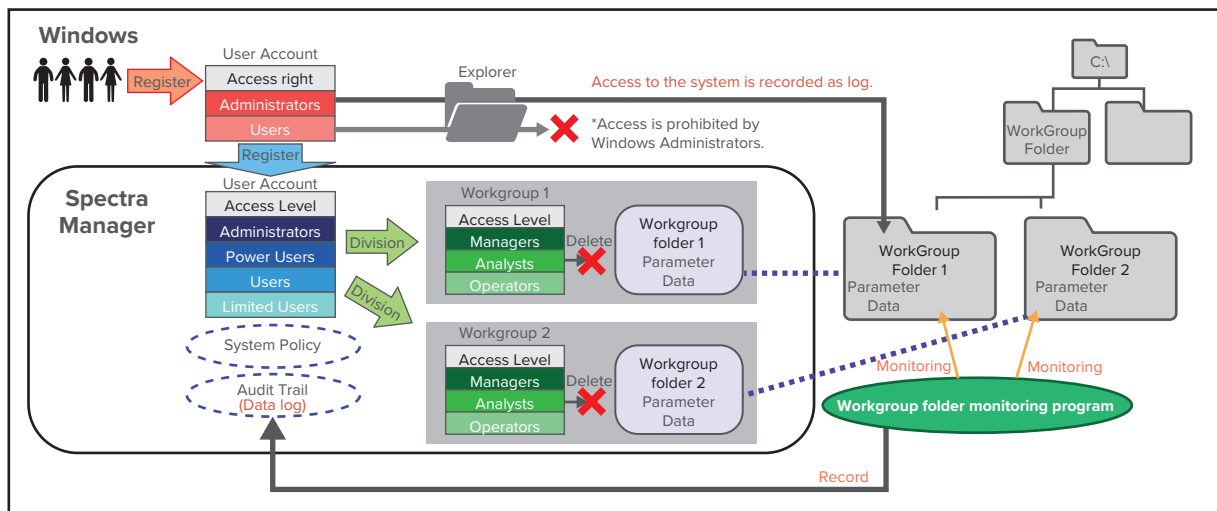 Windows
Register
User Account
Access right
Administrators
Users
Explorer
Access to the system is recorded as log.
*Access is prohibited by
Windows Administrators.
C:\
WorkGroup
Folder
Register
Spectra
Manager
User Account
Access Level
Administrators
Power Users
Users
Limited Users
System Policy
Audit Trail
(Data log)
Division
Division
Workgroup 1
Access Level
Managers
Analysts
Operators
Delete
Workgroup
folder 1
Parameter
Data
Workgroup 2
Access Level
Managers
Analysts
Operators
Delete
Workgroup
folder 2
Parameter
Data
WorkGroup
Folder 1
Parameter
Data
WorkGroup
Folder 2
Parameter
Data
Monitoring
Monitoring
Workgroup folder monitoring program
Record